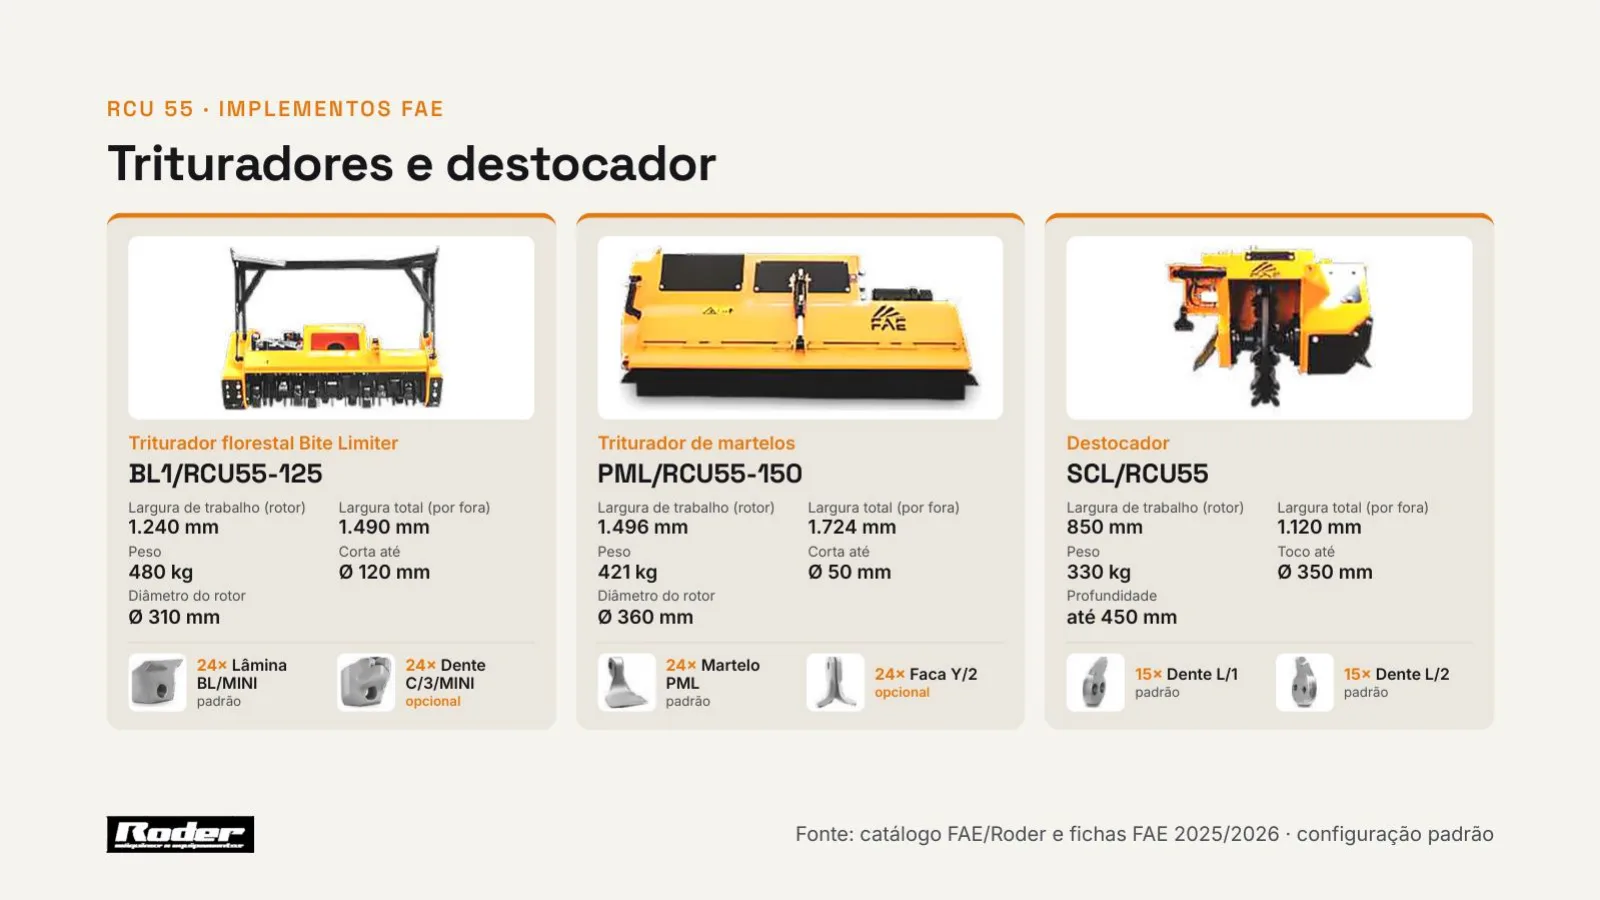 RCU 55 · IMPLEMENTOS FAE
Trituradores e destocador
FAE
FAE
Triturador florestal Bite Limiter
BL1/RCU55-125
Largura de trabalho (rotor)
1.240 mm
Largura total (por fora)
1.490 mm
Peso
480 kg
Corta até
Ø 120 mm
Diâmetro do rotor
Ø 310 mm
24× Lâmina
BL/MINI
padrão
24× Dente
C/3/MINI
opcional
Triturador de martelos
PML/RCU55-150
Largura de trabalho (rotor)
1.496 mm
Largura total (por fora)
1.724 mm
Peso
421 kg
Corta até
Ø 50 mm
Diâmetro do rotor
Ø 360 mm
24× Martelo
PML
padrão
24× Faca Y/2
opcional
Destocador
SCL/RCU55
Largura de trabalho (rotor)
850 mm
Largura total (por fora)
1.120 mm
Peso
330 kg
Toco até
Ø 350 mm
Profundidade
até 450 mm
15× Dente L/1
padrão
15× Dente L/2
padrão
Roder
máquinas e equipamentos
Fonte: catálogo FAE/Roder e fichas FAE 2025/2026 · configuração padrão